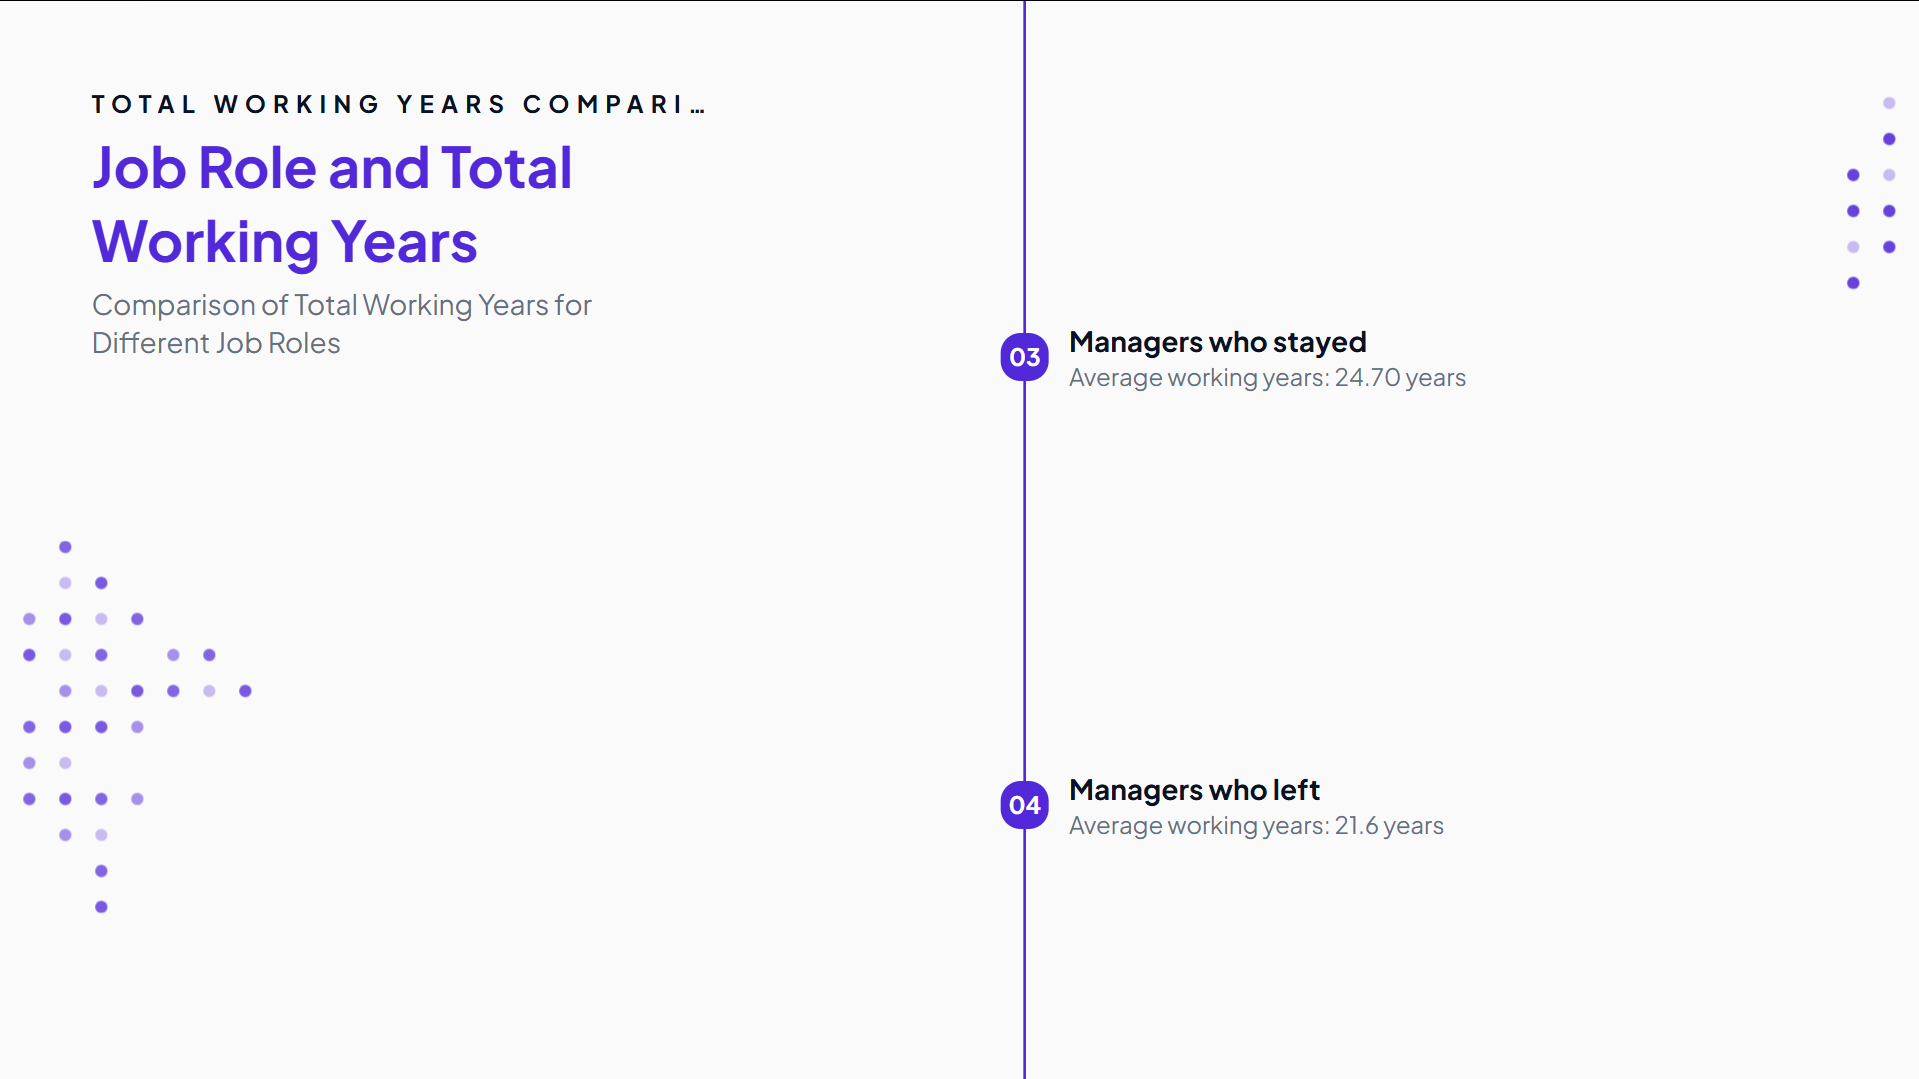 TOTAL WORKING YEARS COMPARI…
Job Role and Total
Working Years
Comparison of Total Working Years for
Different Job Roles
03
Managers who stayed
Average working years: 24.70 years
04
Managers who left
Average working years: 21.6 years